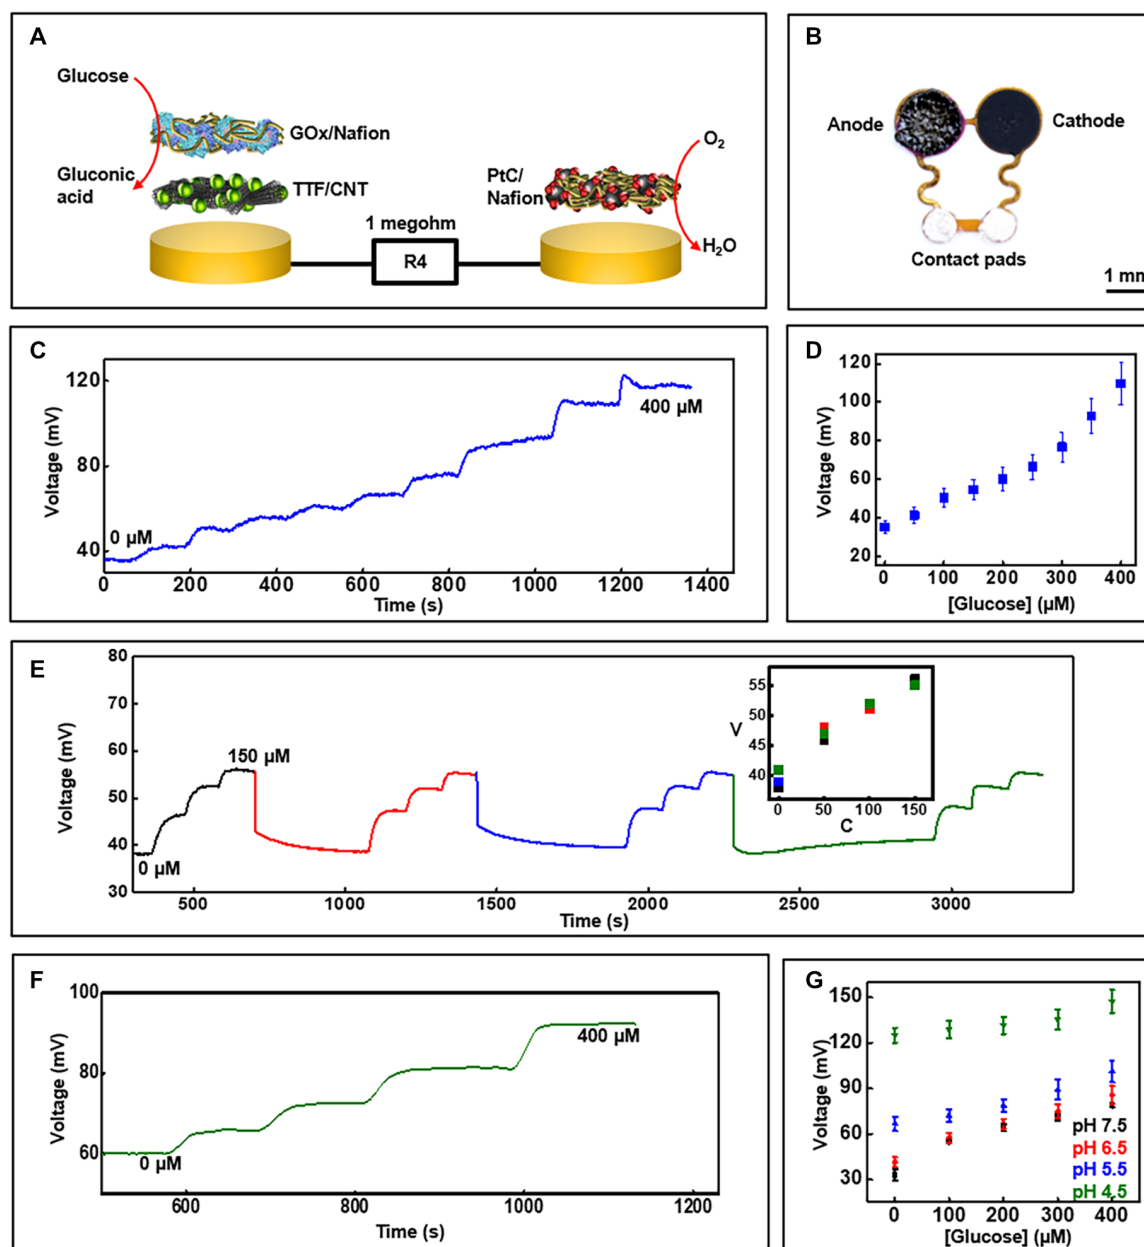 A
Glucose
GOx/Nafion
Gluconic
acid
TTF/CNT
1 megohm
R4
PtC/
Nafion
O2
H2O
B
Anode
Cathode
Contact pads
1 mm
C
Voltage (mV)
120
80
40
0 µM
400 µM
0 200 400 600 800 1000 1200 1400
Time (s)
D
Voltage (mV)
120
100
80
60
40
20
0 100 200 300 400
[Glucose] (µM)
E
Voltage (mV)
80
70
60
50
40
30
150 µM
0 µM
500 1000 1500 2000 2500 3000
Time (s)
V
55
50
45
40
0 50 100 150
C
F
Voltage (mV)
100
80
60
0 µM
400 µM
600 800 1000 1200
Time (s)
G
Voltage (mV)
150
120
90
60
30
pH 7.5
pH 6.5
pH 5.5
pH 4.5
0 100 200 300 400
[Glucose] (µM)